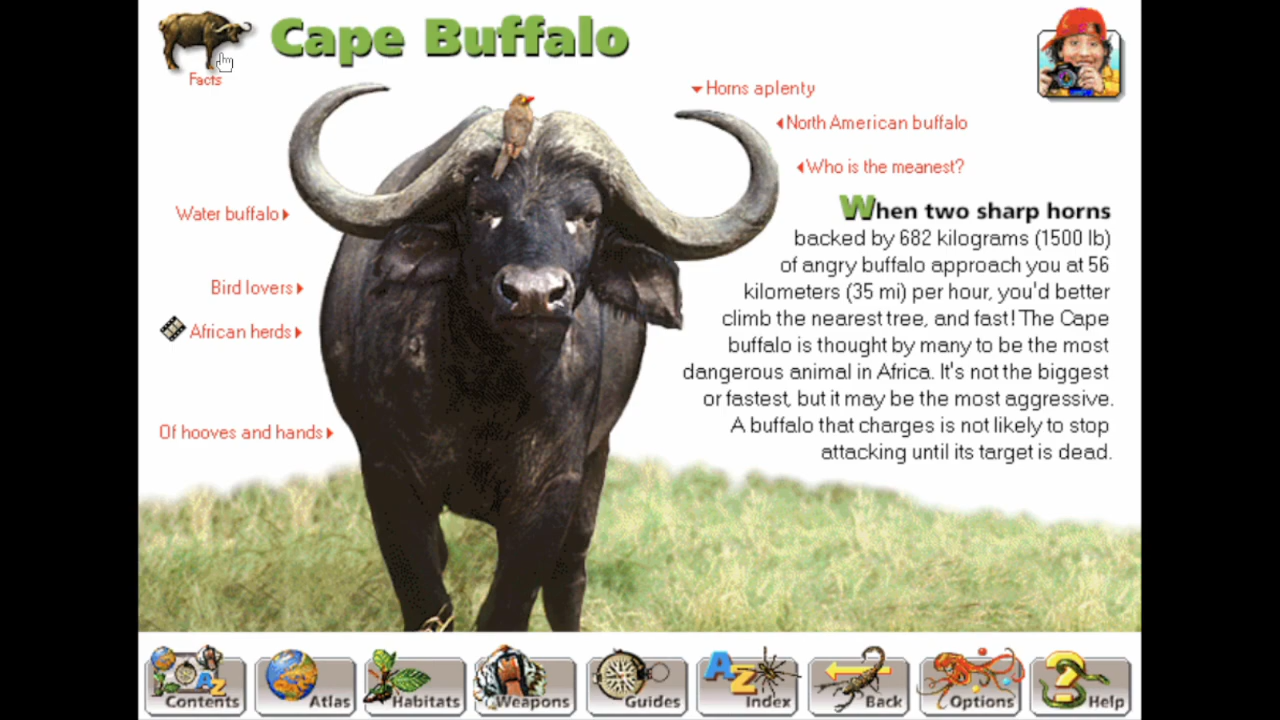 Cape Buffalo
Facts
Horns aplenty
North American buffalo
Who is the meanest?
Water buffalo
Bird lovers
African herds
Of hooves and hands
When two sharp horns
backed by 682 kilograms (1500 lb)
of angry buffalo approach you at 56
kilometers (35 mi) per hour, you'd better
climb the nearest tree, and fast! The Cape
buffalo is thought by many to be the most
dangerous animal in Africa. It's not the biggest
or fastest, but it may be the most aggressive.
A buffalo that charges is not likely to stop
attacking until its target is dead.
Contents
Atlas
Habitats
Weapons
Guides
AZ
Index
Back
Options
? Help